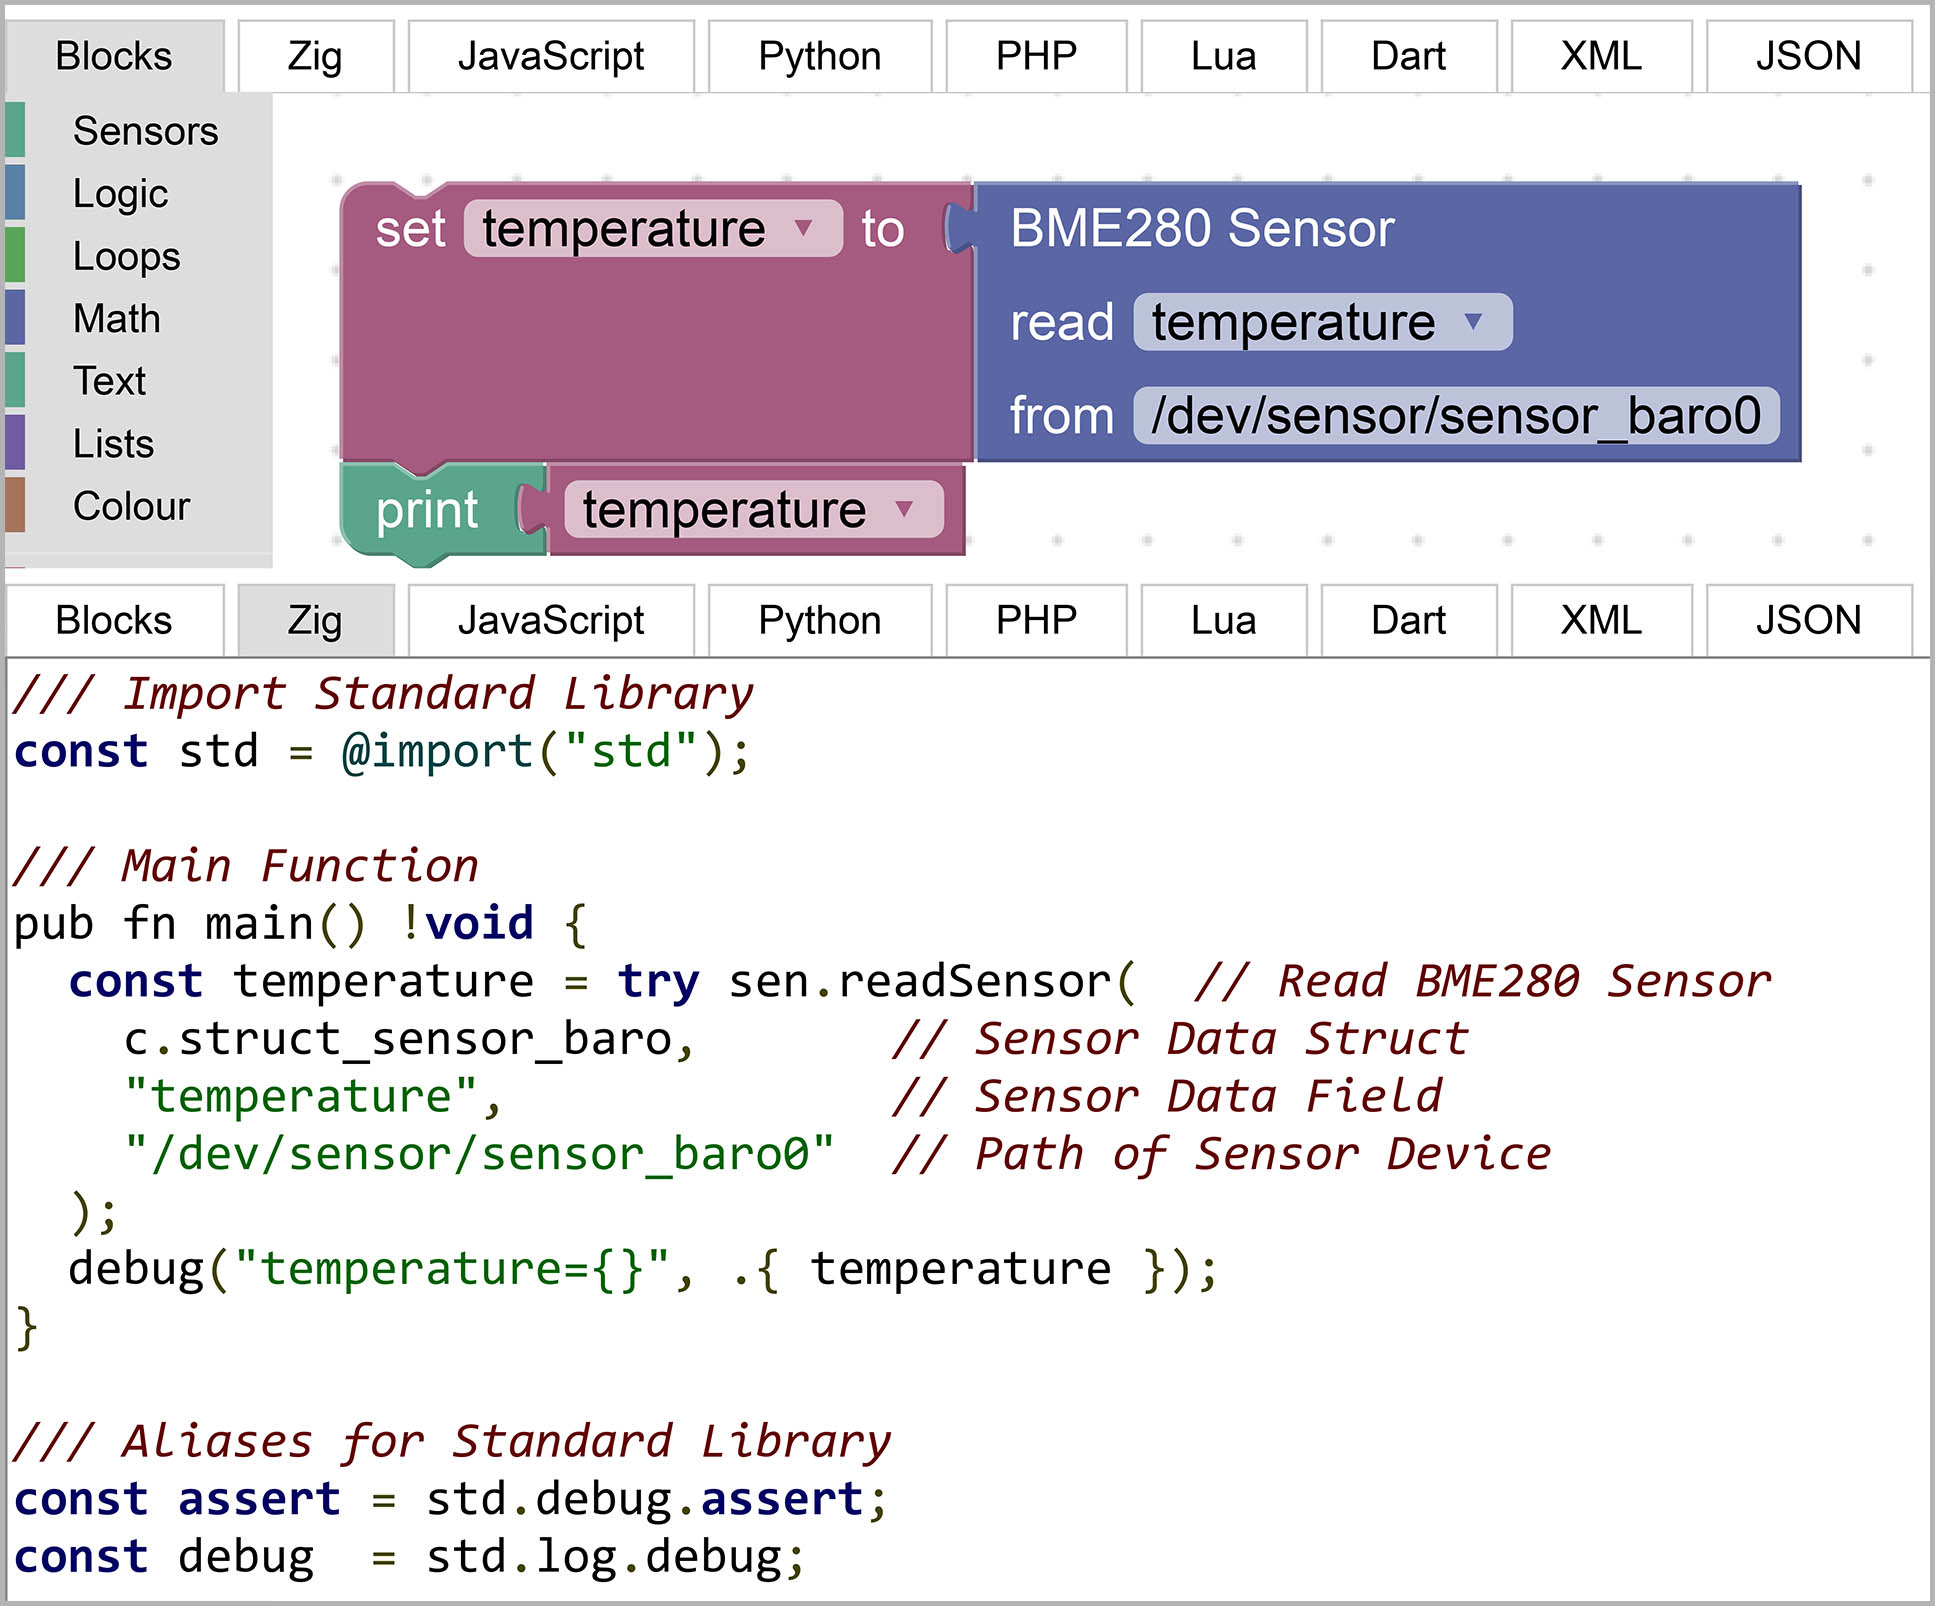 Blocks Zig JavaScript Python PHP Lua Dart XML JSON
Sensors
Logic
Loops
Math
Text
Lists
Colour
set temperature ▼ to BME280 Sensor
read temperature ▼
from /dev/sensor/sensor_baro0
print temperature ▼
Blocks Zig JavaScript Python PHP Lua Dart XML JSON
/// Import Standard Library
const std = @import("std");
/// Main Function
pub fn main() !void {
  const temperature = try sen.readSensor(  // Read BME280 Sensor
    c.struct_sensor_baro,       // Sensor Data Struct
    "temperature",              // Sensor Data Field
    "/dev/sensor/sensor_baro0"  // Path of Sensor Device
  );
  debug("temperature={}", .{ temperature });
}
/// Aliases for Standard Library
const assert = std.debug.assert;
const debug  = std.log.debug;